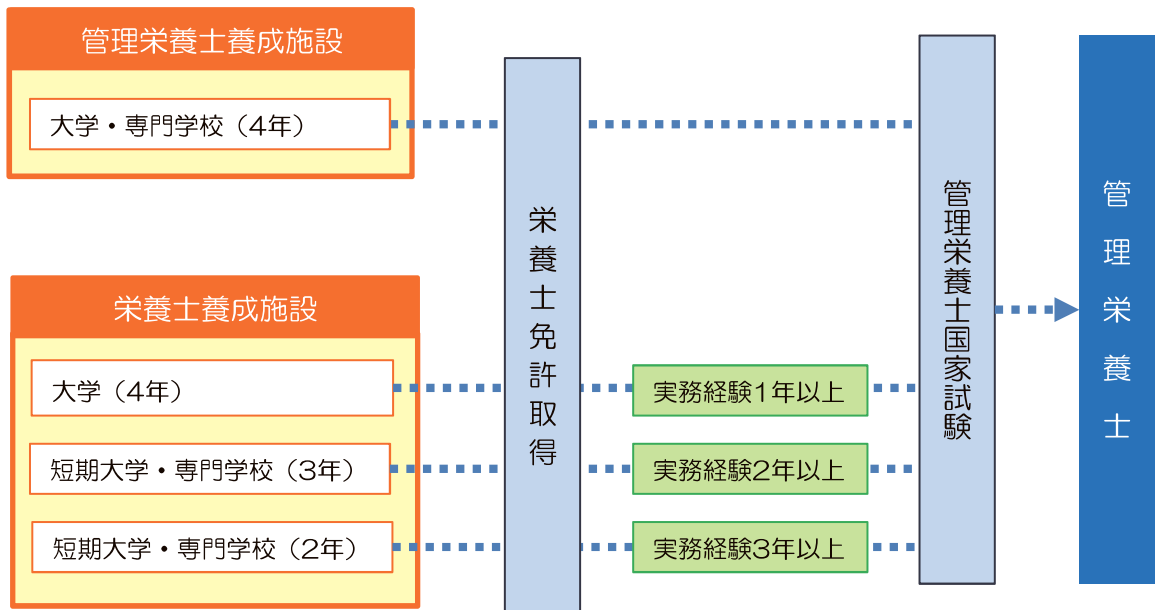 管理栄養士養成施設
大学・専門学校（4年）
栄養士養成施設
大学（4年）
短期大学・専門学校（3年）
短期大学・専門学校（2年）
栄養士免許取得
実務経験1年以上
実務経験2年以上
実務経験3年以上
管理栄養士国家試験
管理栄養士